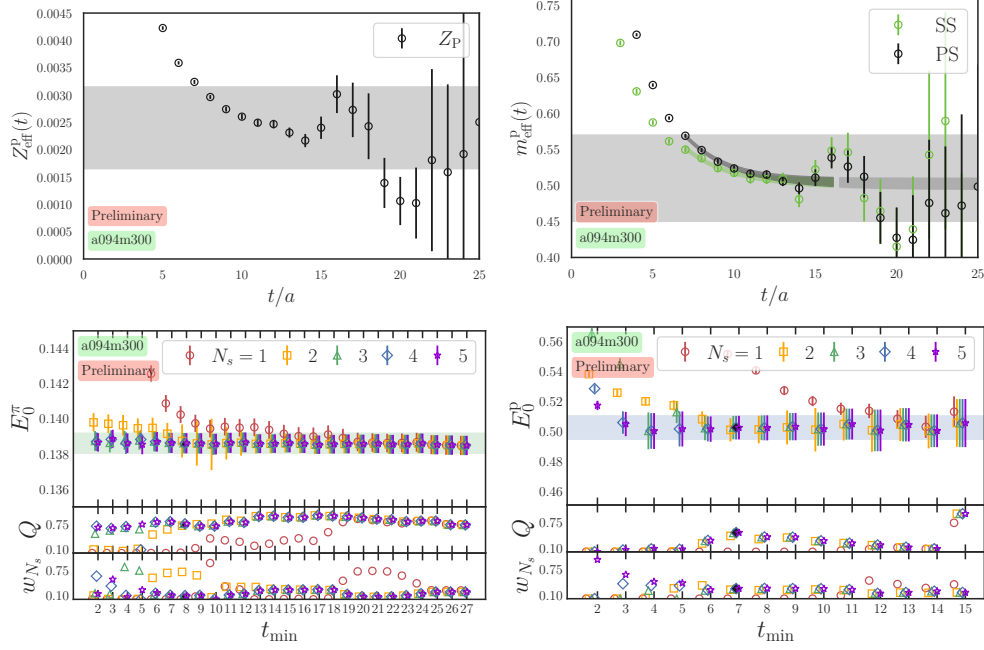 0.0045
0.0040
0.0035
0.0030
0.0025
0.0020
0.0015
0.0010
0.0005
0.0000
Z^p_eff(t)
Z_P
Preliminary
a094m300
0 5 10 15 20 25
t/a
0.75
0.70
0.65
0.60
0.55
0.50
0.45
0.40
m^p_eff(t)
SS
PS
Preliminary
a094m300
0 5 10 15 20 25
t/a
0.144
0.142
0.140
0.138
0.136
E^π_0
a094m300
Preliminary
N_s = 1 2 3 4 5
Q
0.75
0.10
w_{N_s}
0.75
0.10
2 3 4 5 6 7 8 9 10 11 12 13 14 15 16 17 18 19 20 21 22 23 24 25 26 27
t_min
0.56
0.54
0.52
0.50
0.48
0.46
E^p_0
a094m300
Preliminary
N_s = 1 2 3 4 5
Q
0.75
0.10
w_{N_s}
0.75
0.10
2 3 4 5 6 7 8 9 10 11 12 13 14 15
t_min